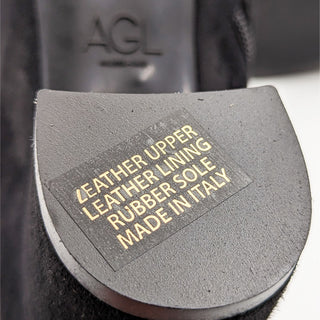 AGL
LEATHER UPPER
LEATHER LINING
RUBBER SOLE
MADE IN ITALY